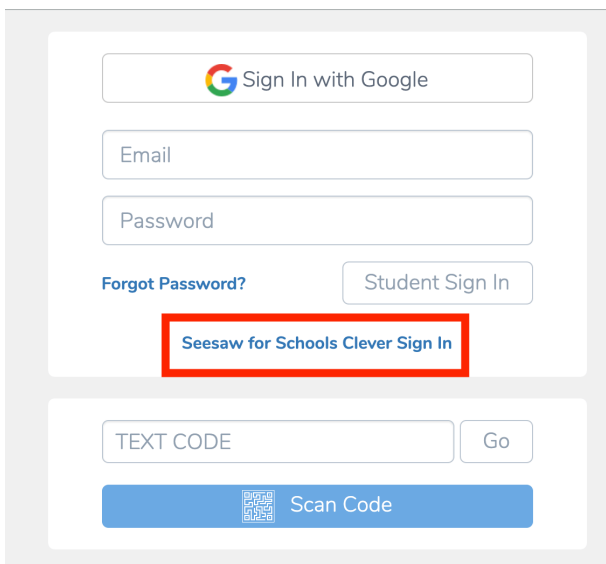 Sign In with Google
Email
Password
Forgot Password? Student Sign In
Seesaw for Schools Clever Sign In
TEXT CODE Go
Scan Code